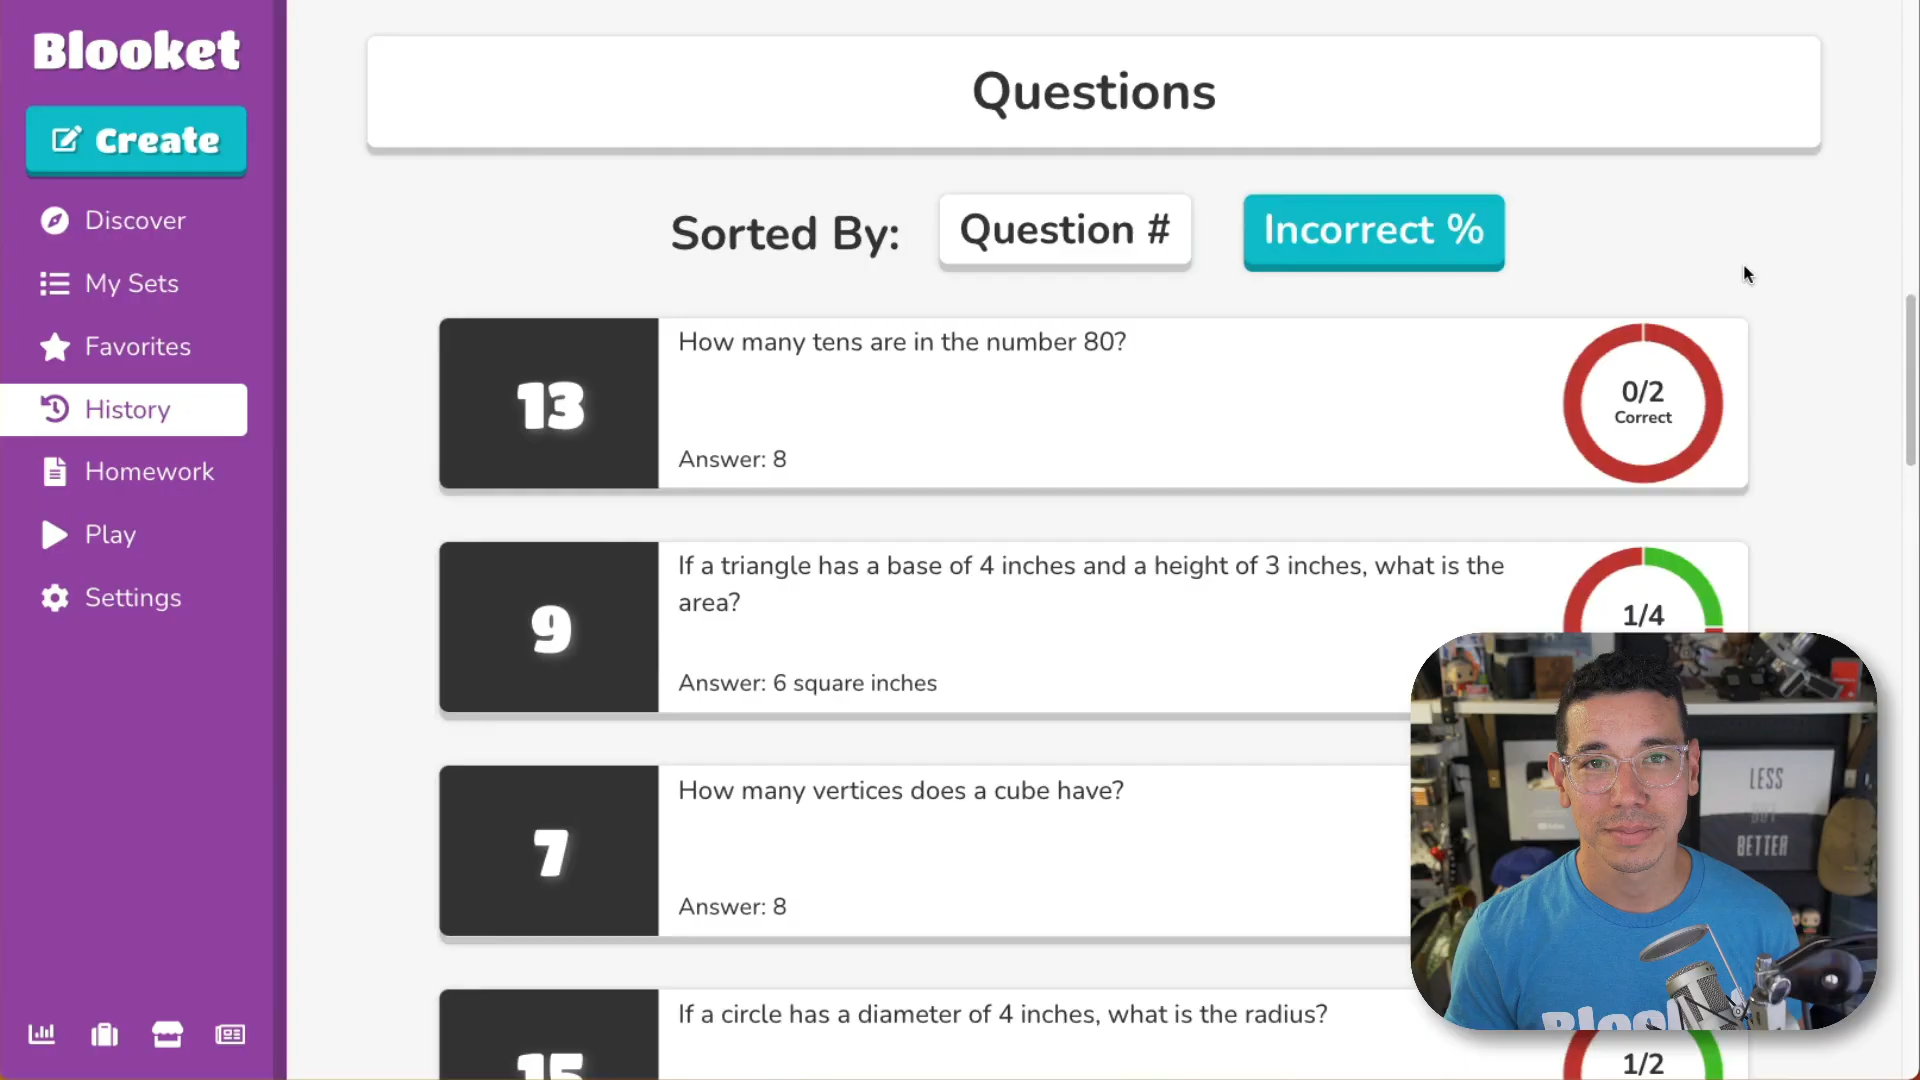 Blooket
Create
Discover
My Sets
Favorites
History
Homework
Play
Settings
Questions
Sorted By:
Question #
Incorrect %
13
How many tens are in the number 80?
Answer: 8
0/2
Correct
9
If a triangle has a base of 4 inches and a height of 3 inches, what is the
area?
Answer: 6 square inches
1/4
7
How many vertices does a cube have?
Answer: 8
15
If a circle has a diameter of 4 inches, what is the radius?
1/2
LESS
BUT
BETTER